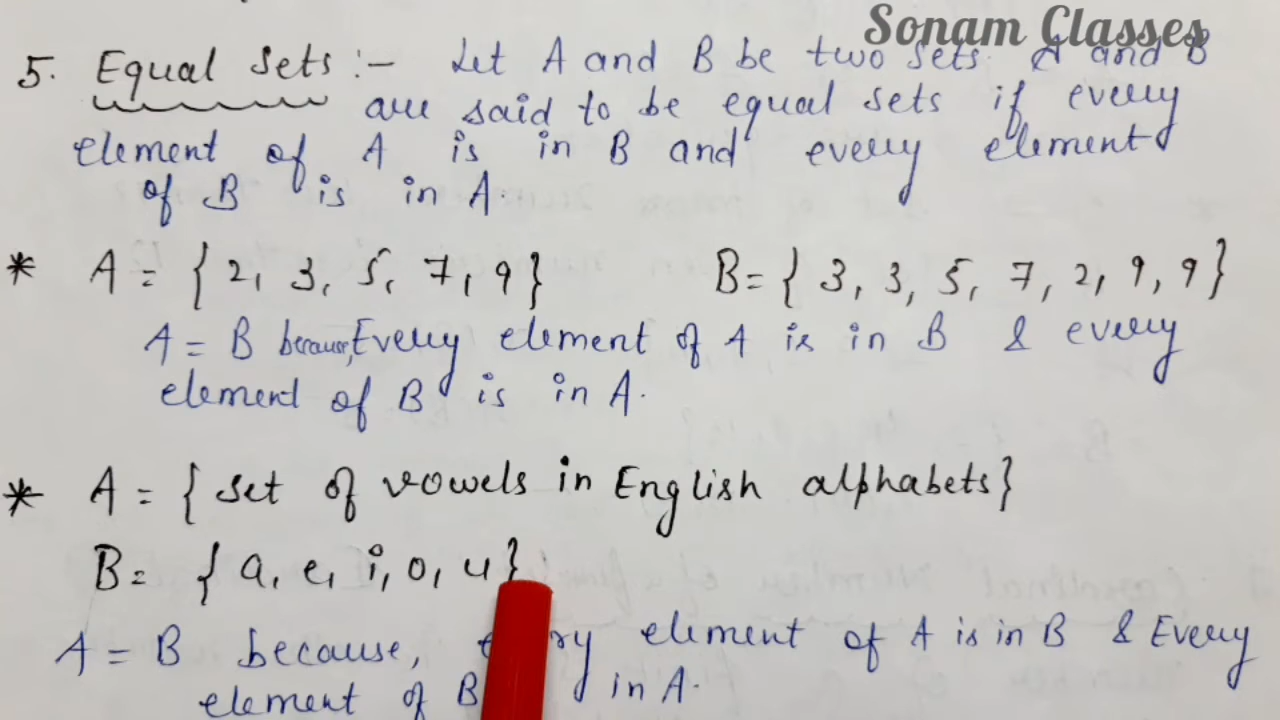 Sonam Classes
5. Equal Sets :- Let A and B be two sets. A and B
are said to be equal sets if every
element of A is in B and every element
of B is in A.
* A = {2, 3, 5, 7, 9} B = {3, 3, 5, 7, 2, 9, 9}
A = B because, Every element of A is in B & every
element of B is in A.
* A = {set of vowels in English alphabets}
B = {a, e, i, o, u}
A = B because, element of A is in B & Every
element of B in A.